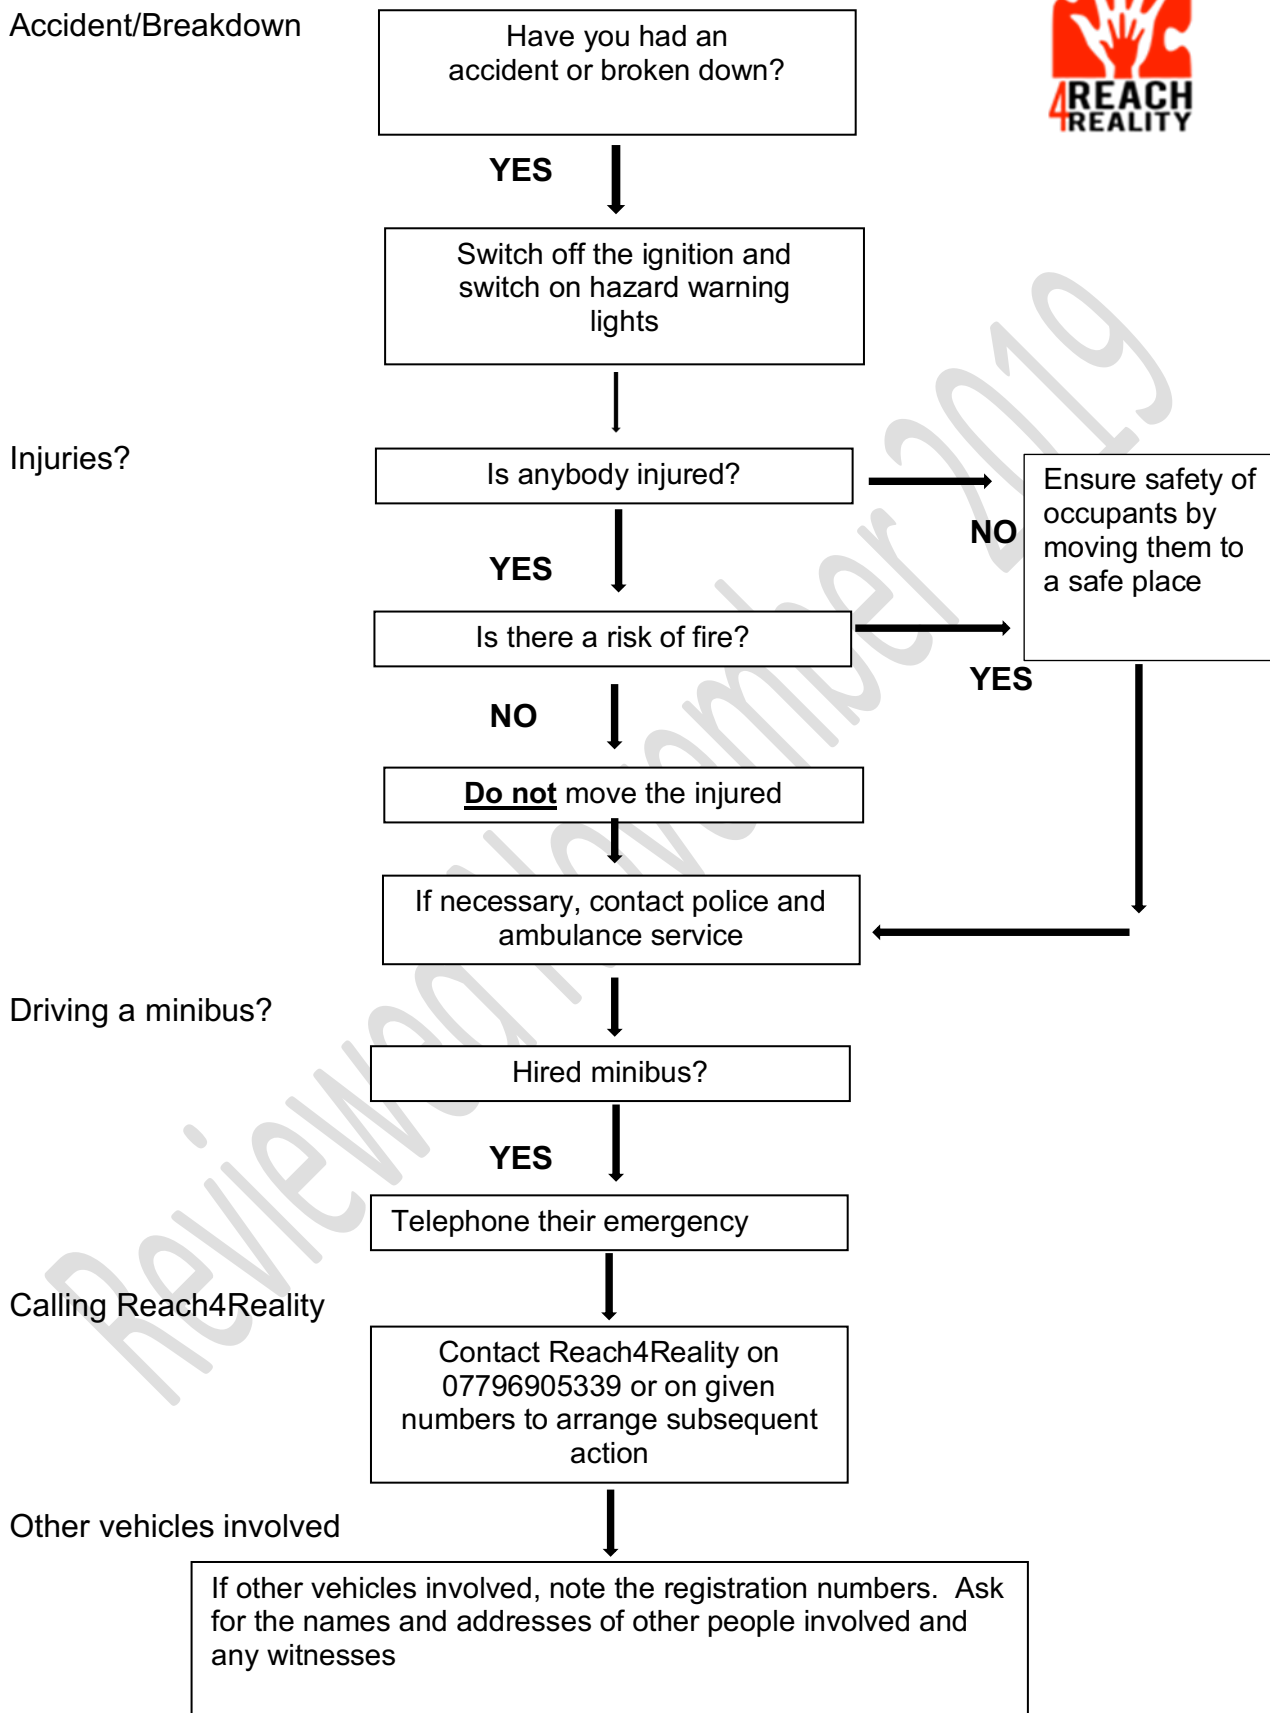 Accident/Breakdown
Have you had an
accident or broken down?
4REACH
REALITY
YES
Switch off the ignition and
switch on hazard warning
lights
Injuries?
Is anybody injured?
NO
Ensure safety of
occupants by
moving them to
a safe place
YES
Is there a risk of fire?
YES
NO
Do not move the injured
If necessary, contact police and
ambulance service
Driving a minibus?
Hired minibus?
YES
Telephone their emergency
Calling Reach4Reality
Contact Reach4Reality on
07796905339 or on given
numbers to arrange subsequent
action
Other vehicles involved
If other vehicles involved, note the registration numbers.  Ask
for the names and addresses of other people involved and
any witnesses
Reviewed November 2019